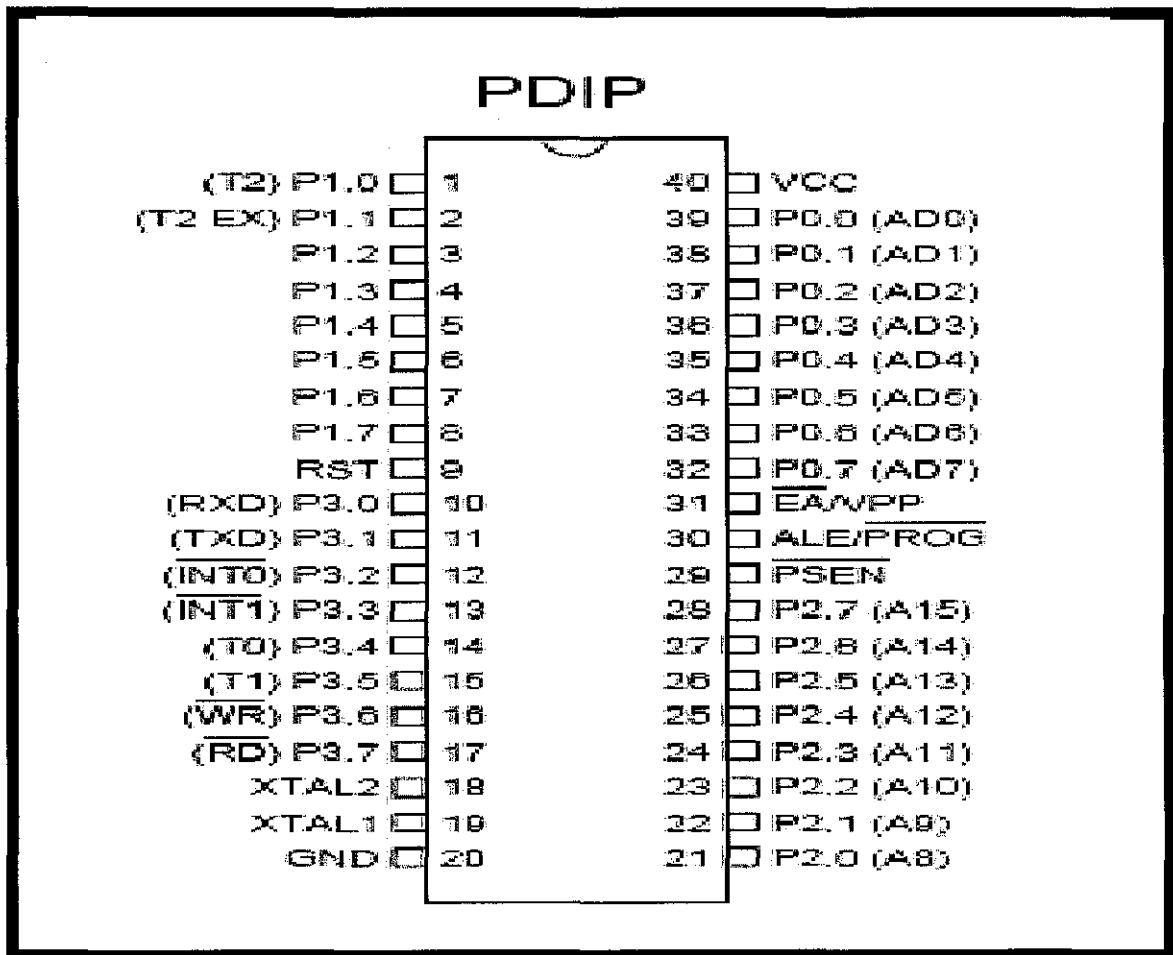 PDIP
(T2) P1.0 1 40 VCC
(T2 EX) P1.1 2 39 P0.0 (AD0)
P1.2 3 38 P0.1 (AD1)
P1.3 4 37 P0.2 (AD2)
P1.4 5 36 P0.3 (AD3)
P1.5 6 35 P0.4 (AD4)
P1.6 7 34 P0.5 (AD5)
P1.7 8 33 P0.6 (AD6)
RST 9 32 P0.7 (AD7)
(RXD) P3.0 10 31 E̅A̅/VPP
(TXD) P3.1 11 30 ALE/P̅R̅O̅G̅
(I̅N̅T̅0̅) P3.2 12 29 P̅S̅E̅N̅
(I̅N̅T̅1̅) P3.3 13 28 P2.7 (A15)
(T0) P3.4 14 27 P2.6 (A14)
(T1) P3.5 15 26 P2.5 (A13)
(W̅R̅) P3.6 16 25 P2.4 (A12)
(R̅D̅) P3.7 17 24 P2.3 (A11)
XTAL2 18 23 P2.2 (A10)
XTAL1 19 22 P2.1 (A9)
GND 20 21 P2.0 (A8)